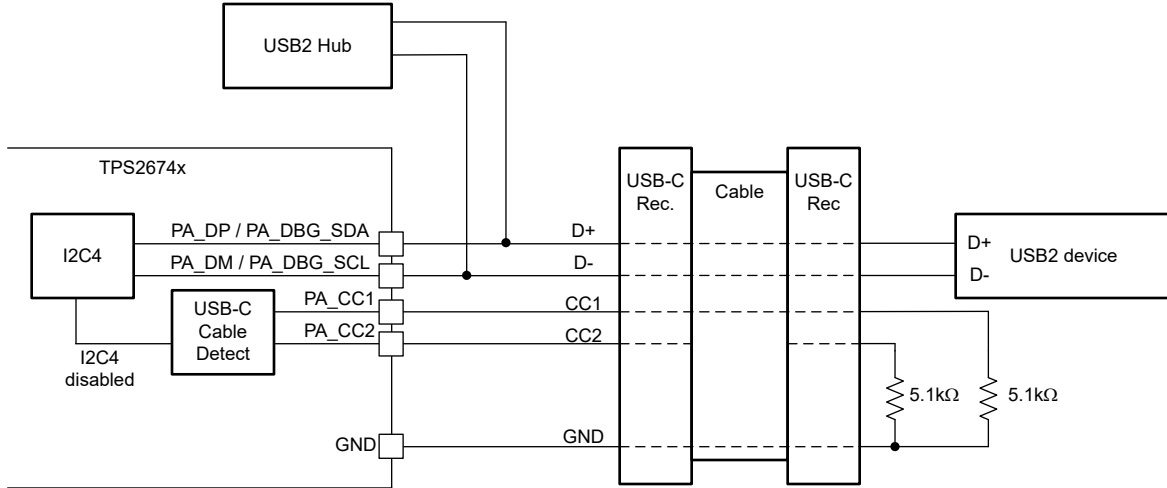 USB2 Hub
TPS2674x
I2C4
PA_DP / PA_DBG_SDA
PA_DM / PA_DBG_SCL
USB-C
Cable
Detect
PA_CC1
PA_CC2
I2C4
disabled
GND
D+
D-
CC1
CC2
GND
USB-C
Rec.
Cable
USB-C
Rec
D+
D-
USB2 device
5.1kΩ
5.1kΩ